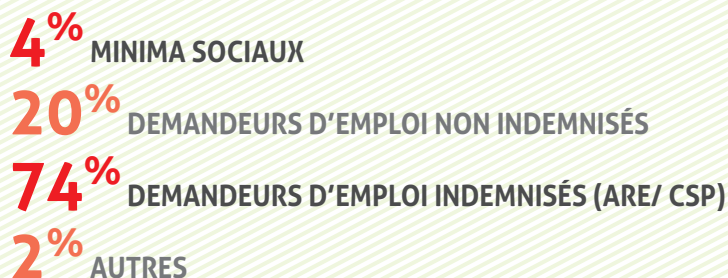 4% MINIMA SOCIAUX
20% DEMANDEURS D'EMPLOI NON INDEMNISÉS
74% DEMANDEURS D'EMPLOI INDEMNISÉS (ARE/ CSP)
2% AUTRES